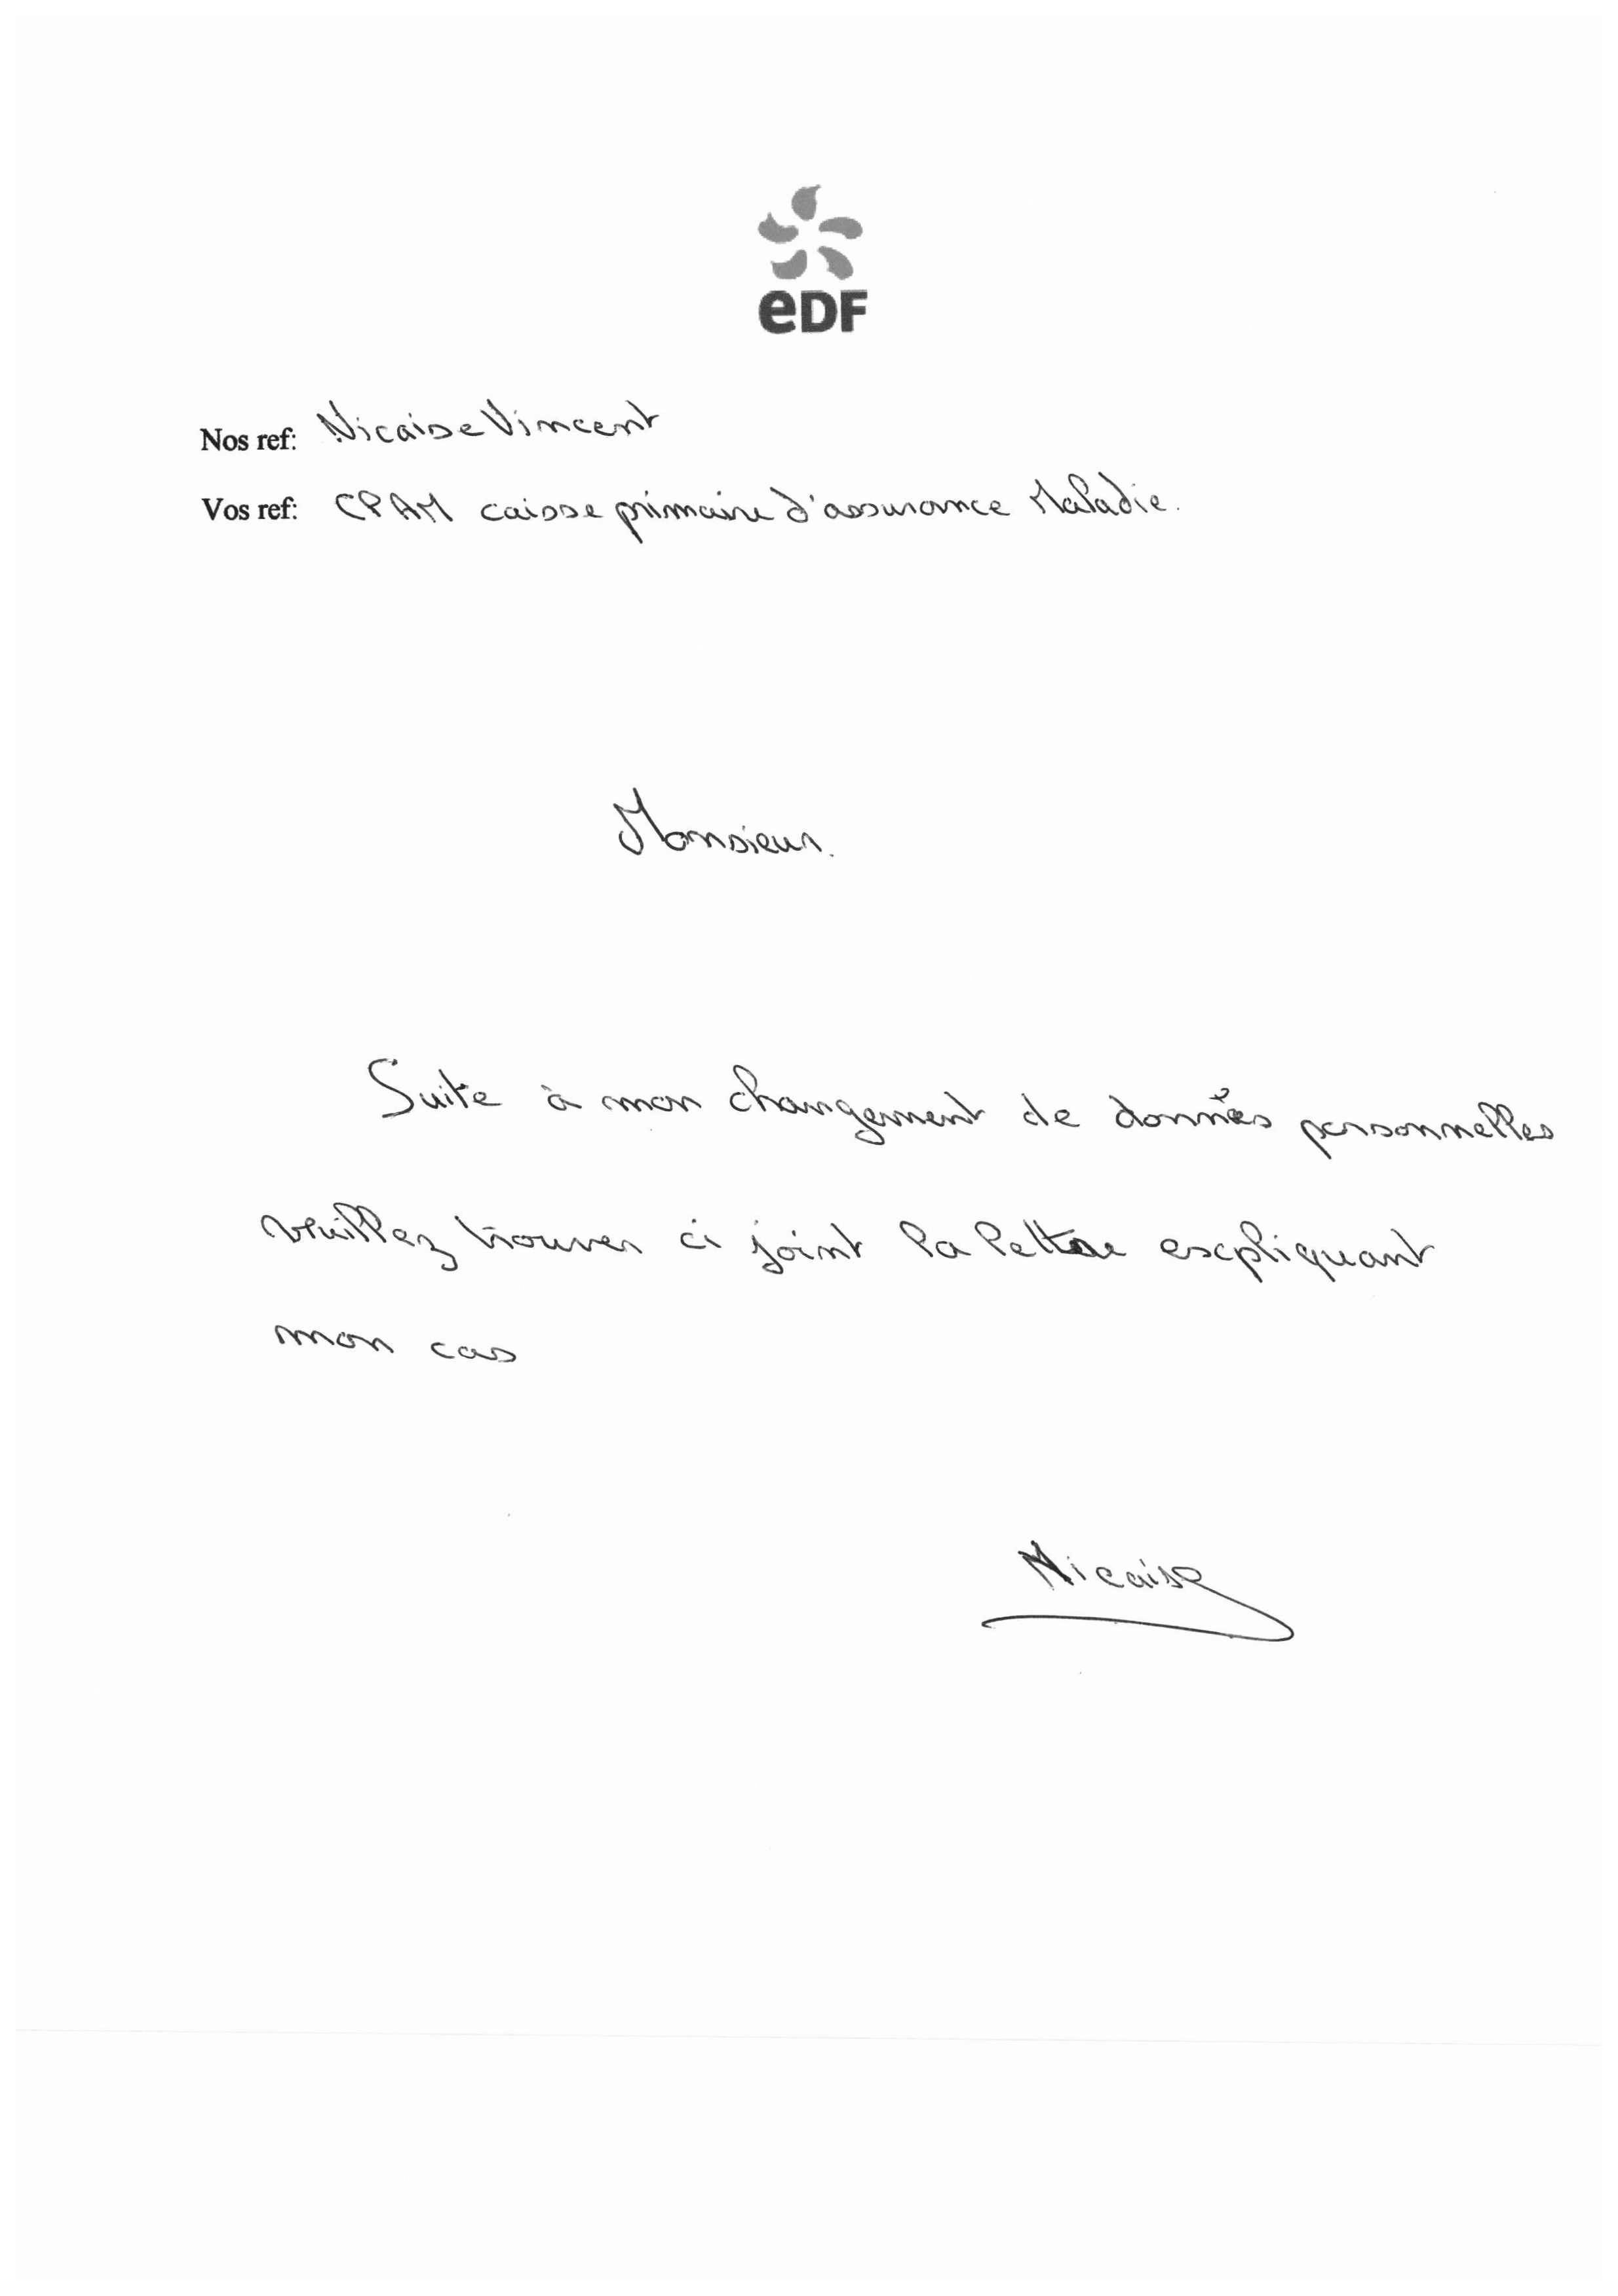 eDF
Nos ref: Nicaise Vincent
Vos ref: CPAM caisse primaire d'assurance Maladie.
Monsieur.
Suite à mon changement de données personnelles
veuillez trouver ci joint la lettre expliquant
mon cas
Nicaise